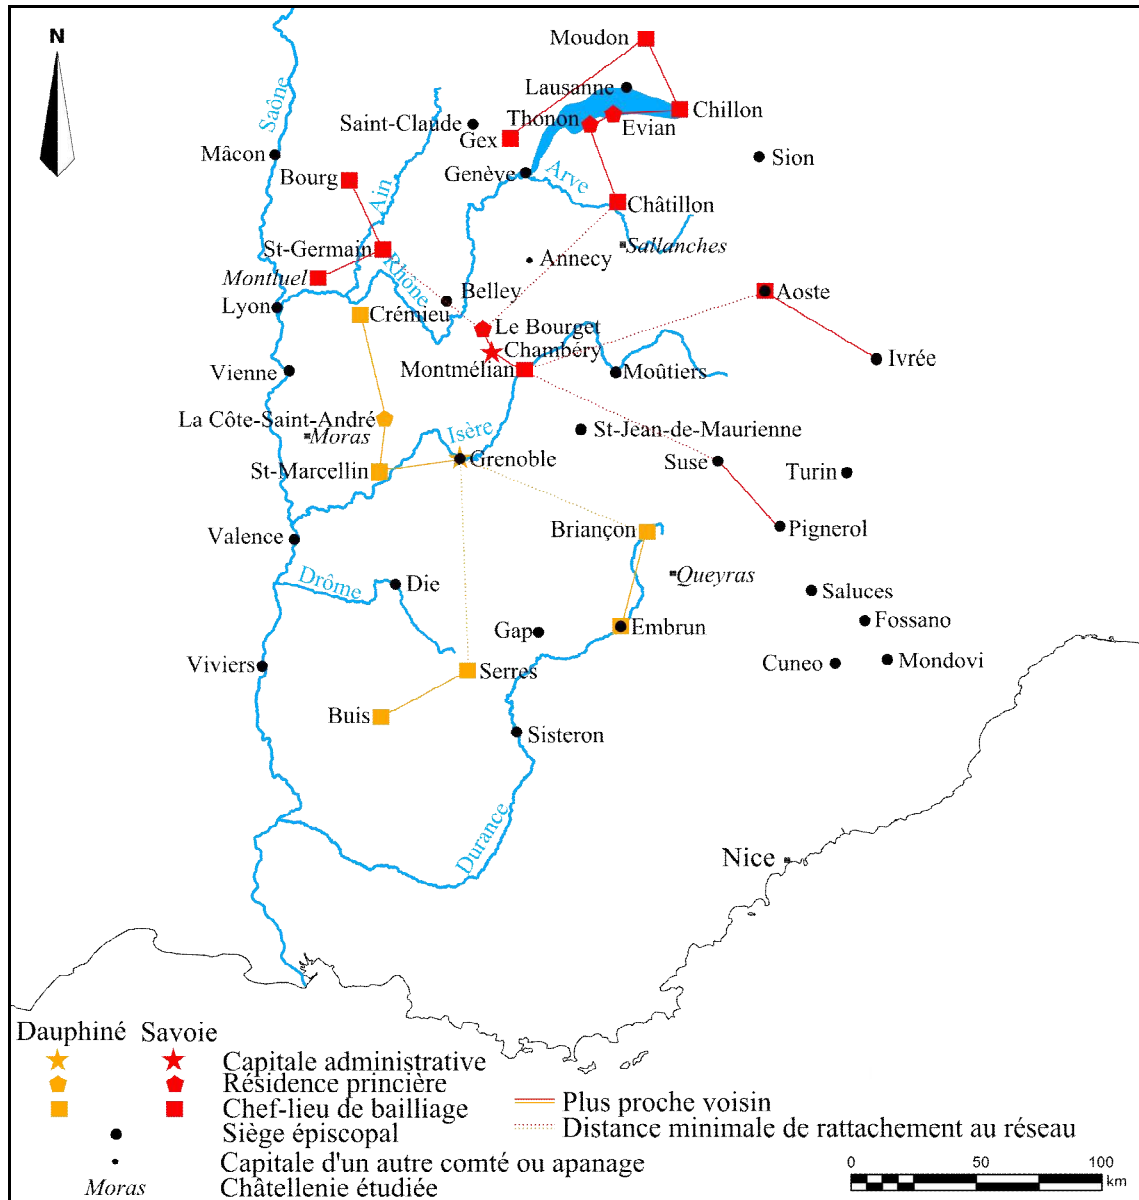 N
Moudon
Saône
Lausanne
Thonon
Evian
Chillon
Saint-Claude
Gex
Mâcon
Sion
Genève
Arve
Bourg
Ain
Châtillon
St-Germain
Sallanches
Annecy
Montluel
Rhône
Belley
Aoste
Lyon
Crémieu
Le Bourget
Chambéry
Ivrée
Vienne
Montmélian
Moûtiers
La Côte-Saint-André
Moras
Isère
St-Jean-de-Maurienne
St-Marcellin
Grenoble
Suse
Turin
Valence
Briançon
Pignerol
Drôme
Die
Queyras
Saluces
Gap
Embrun
Fossano
Viviers
Serres
Cuneo
Mondovi
Buis
Sisteron
Durance
Nice
Dauphiné Savoie
Capitale administrative
Résidence princière
Chef-lieu de bailliage
Siège épiscopal
Capitale d'un autre comté ou apanage
Moras Châtellenie étudiée
Plus proche voisin
Distance minimale de rattachement au réseau
0 50 100
km